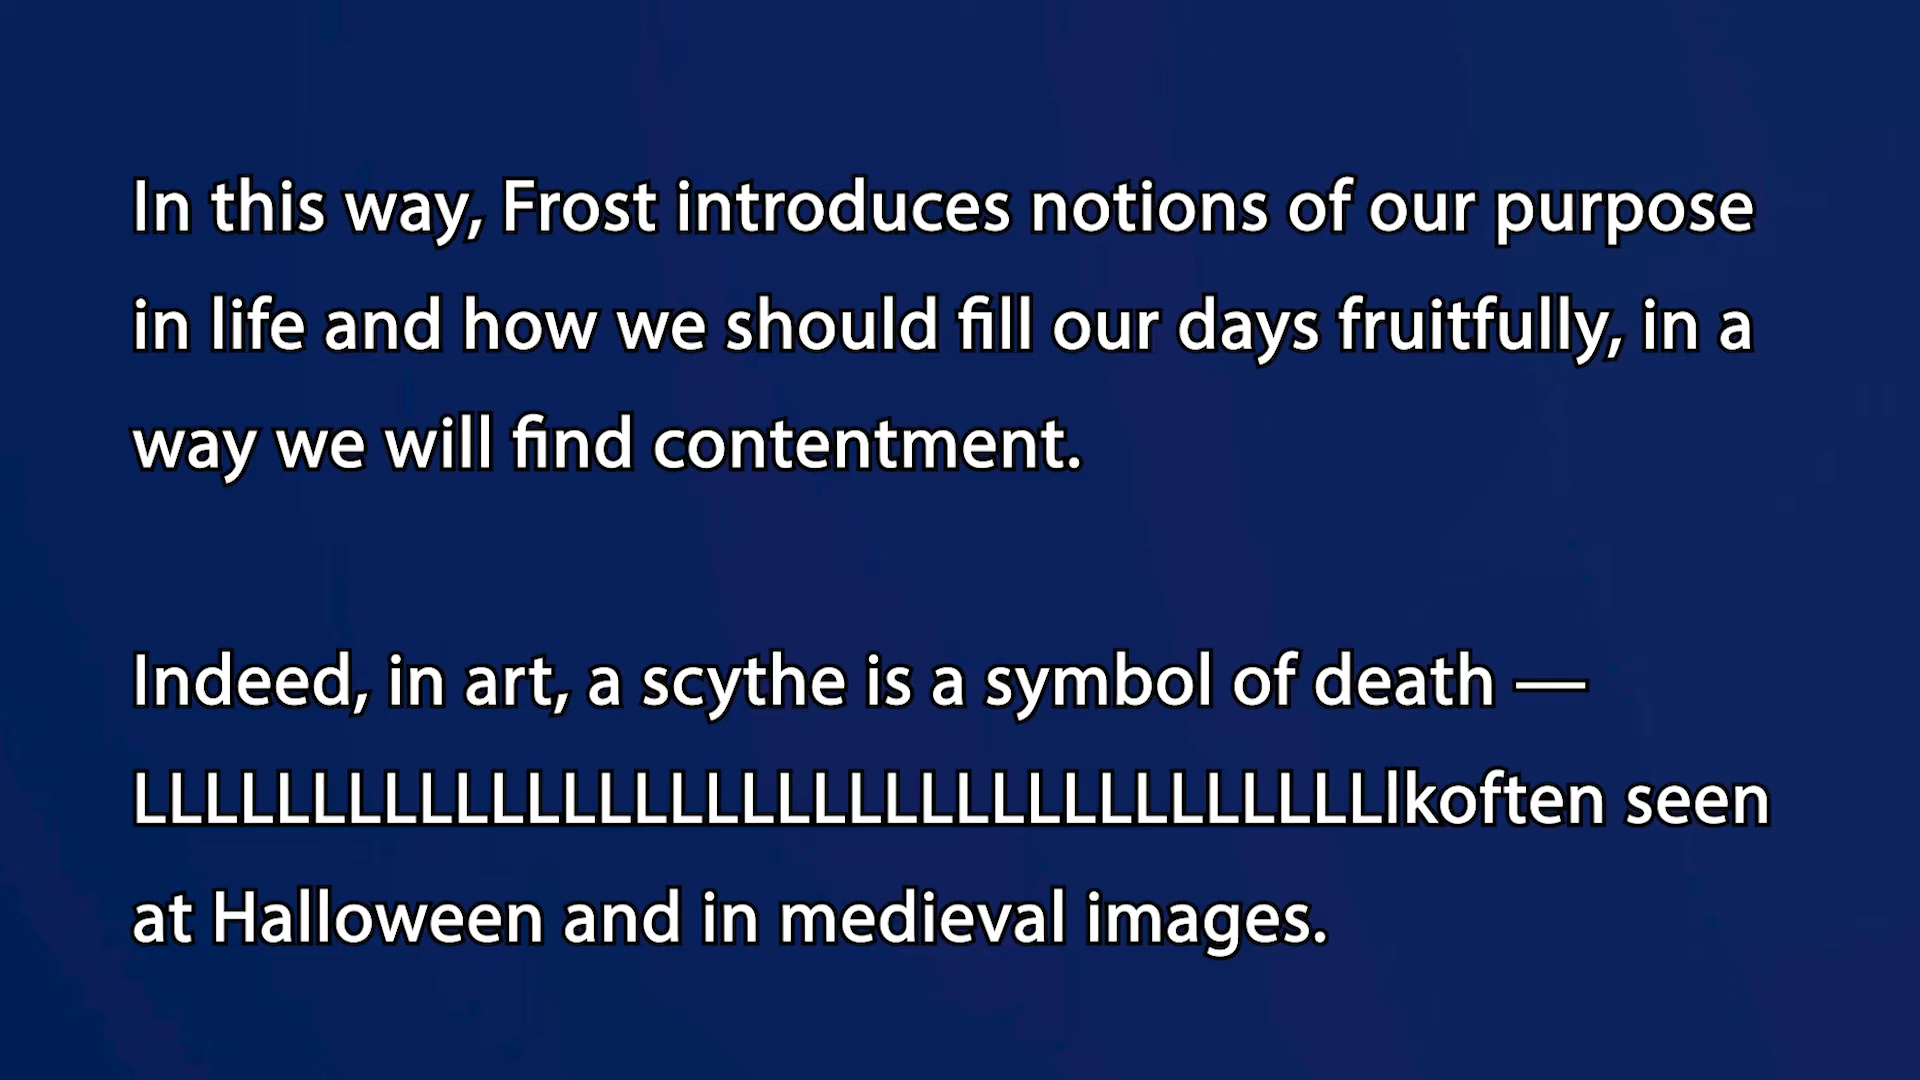 In this way, Frost introduces notions of our purpose
in life and how we should fill our days fruitfully, in a
way we will find contentment.
Indeed, in art, a scythe is a symbol of death —
LLLLLLLLLLLLLLLLLLLLLLLLLLLLLLLLLLLlkoften seen
at Halloween and in medieval images.